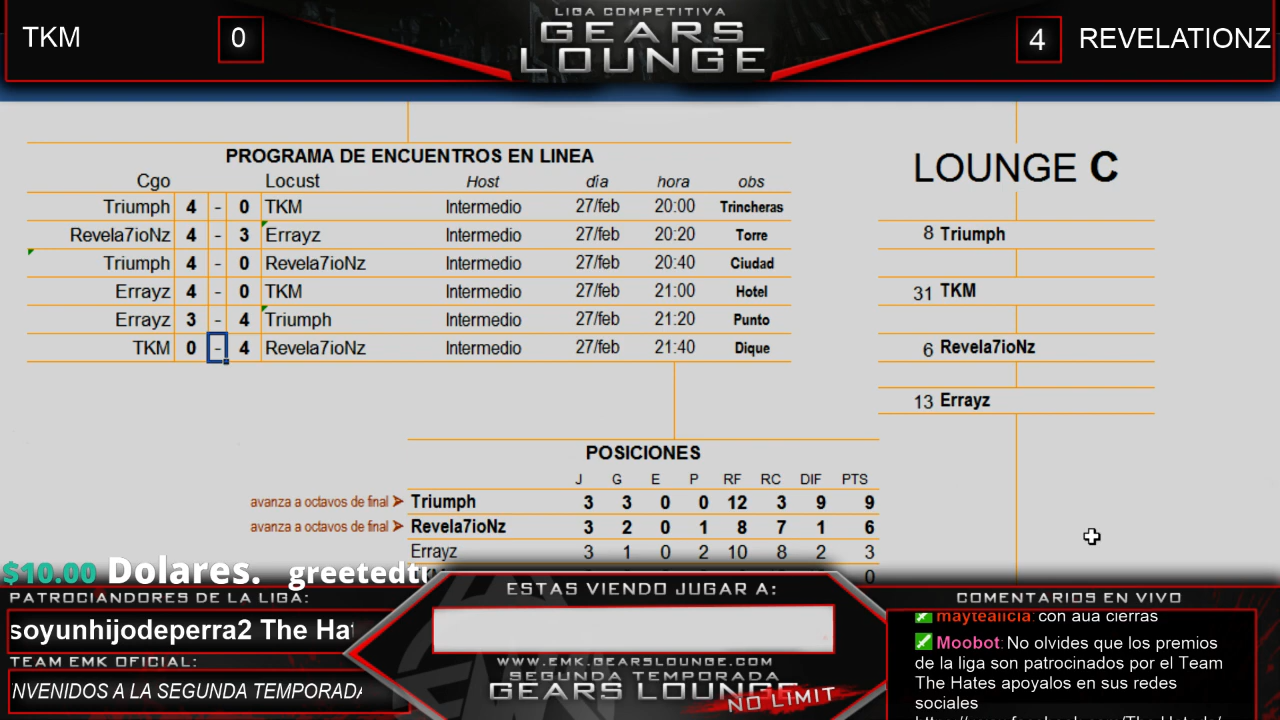 TKM 0
LIGA COMPETITIVA
GEARS
LOUNGE
4 REVELATIONZ
PROGRAMA DE ENCUENTROS EN LINEA
Cgo Locust Host día hora obs
Triumph 4 - 0 TKM Intermedio 27/feb 20:00 Trincheras
Revela7ioNz 4 - 3 Errayz Intermedio 27/feb 20:20 Torre
Triumph 4 - 0 Revela7ioNz Intermedio 27/feb 20:40 Ciudad
Errayz 4 - 0 TKM Intermedio 27/feb 21:00 Hotel
Errayz 3 - 4 Triumph Intermedio 27/feb 21:20 Punto
TKM 0 - 4 Revela7ioNz Intermedio 27/feb 21:40 Dique
LOUNGE C
8 Triumph
31 TKM
6 Revela7ioNz
13 Errayz
POSICIONES
J G E P RF RC DIF PTS
avanza a octavos de final ➤ Triumph 3 3 0 0 12 3 9 9
avanza a octavos de final ➤ Revela7ioNz 3 2 0 1 8 7 1 6
Errayz 3 1 0 2 10 8 2 3
0
$10.00 Dolares. greetedtu
PATROCIANDORES DE LA LIGA:
soyunhijodeperra2 The Hat
TEAM EMK OFICIAL:
NVENIDOS A LA SEGUNDA TEMPORADA
ESTAS VIENDO JUGAR A:
WWW.EMK.GEARSLOUNGE.COM
SEGUNDA TEMPORADA
GEARS LOUNGE
NO LIMIT
COMENTARIOS EN VIVO
maytealicia: con aua cierras
Moobot: No olvides que los premios
de la liga son patrocinados por el Team
The Hates apoyalos en sus redes
sociales